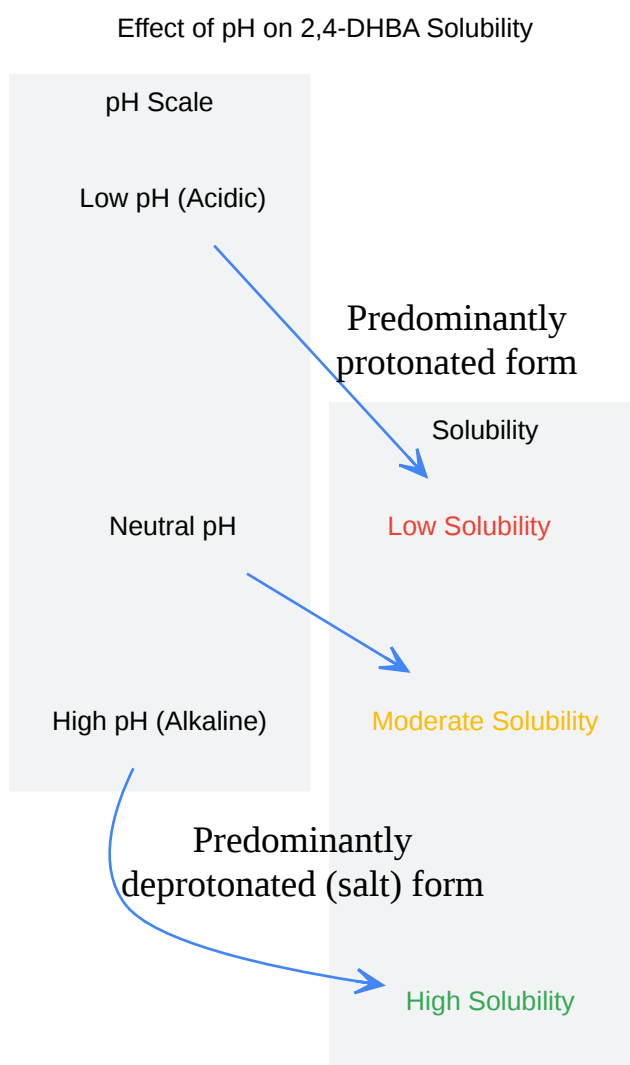 Effect of pH on 2,4-DHBA Solubility
pH Scale
Low pH (Acidic)
Predominantly
protonated form
Solubility
Neutral pH
Low Solubility
High pH (Alkaline)
Moderate Solubility
Predominantly
deprotonated (salt) form
High Solubility